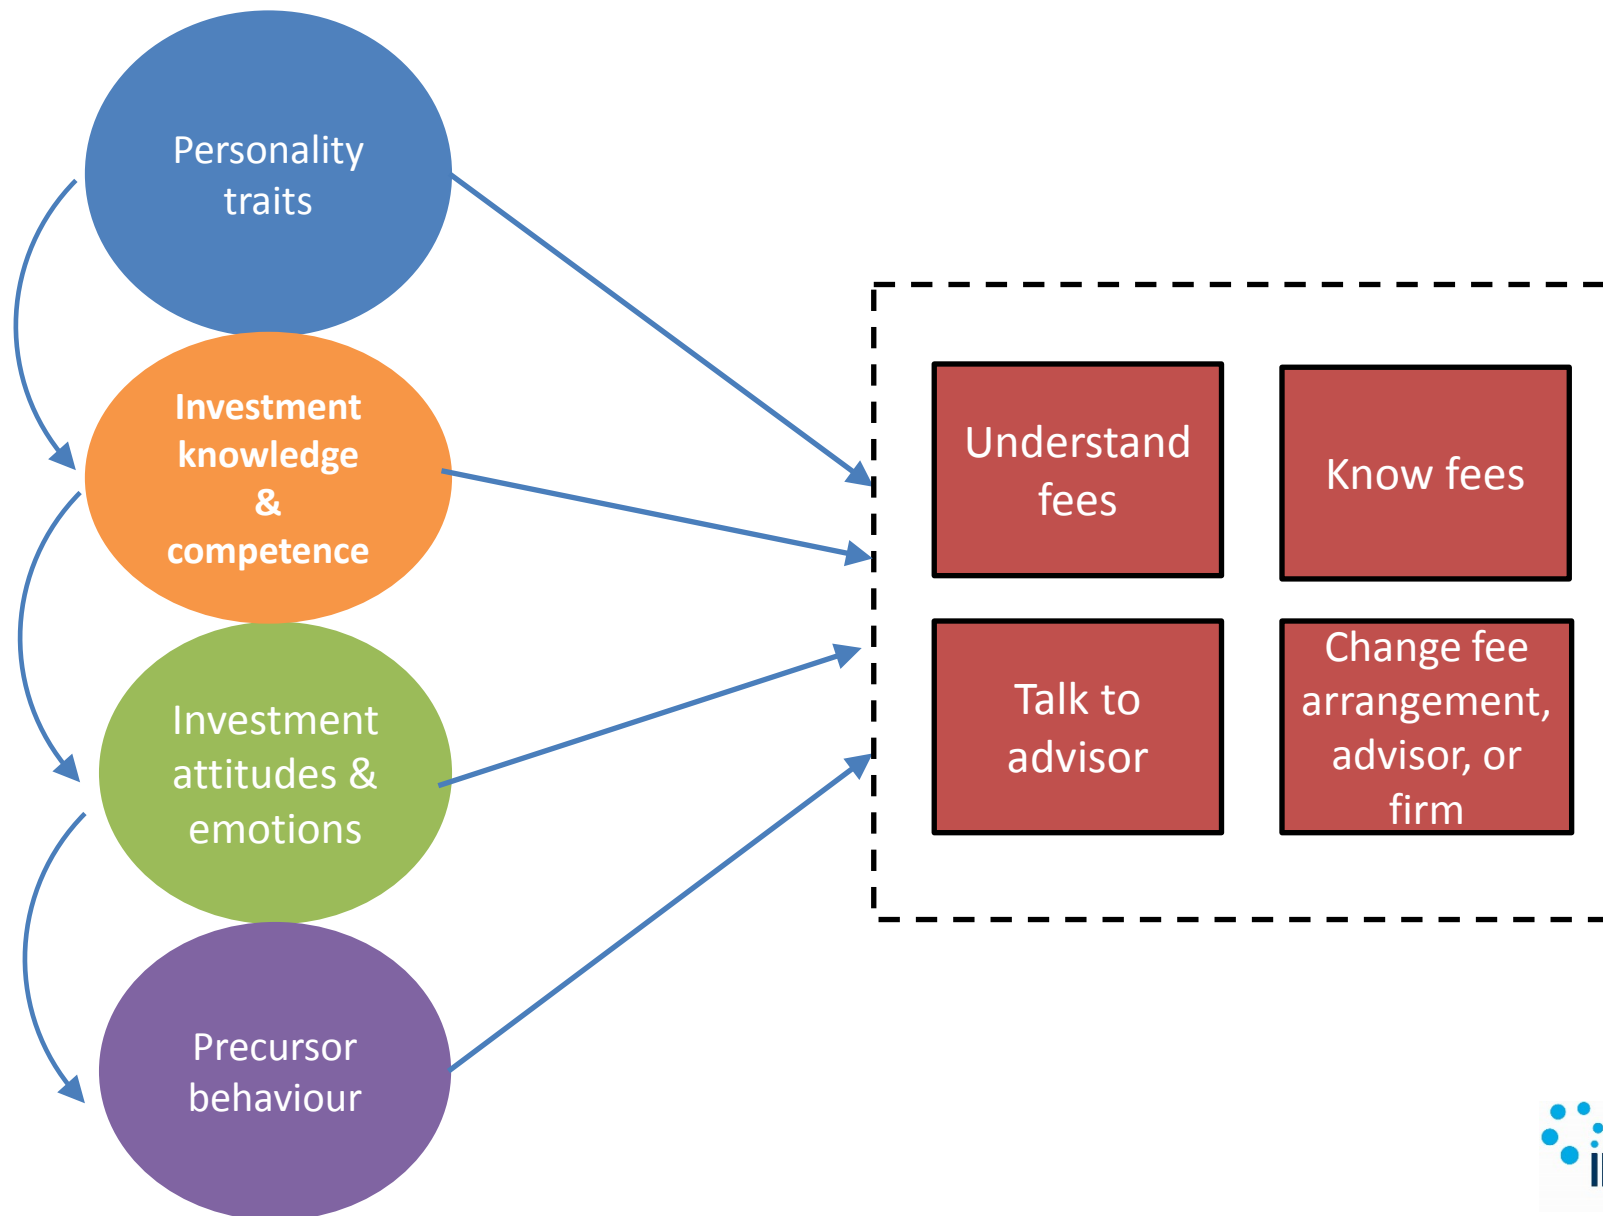 Personality
traits
Investment
knowledge
&
competence
Investment
attitudes &
emotions
Precursor
behaviour
Understand
fees
Know fees
Talk to
advisor
Change fee
arrangement,
advisor, or
firm